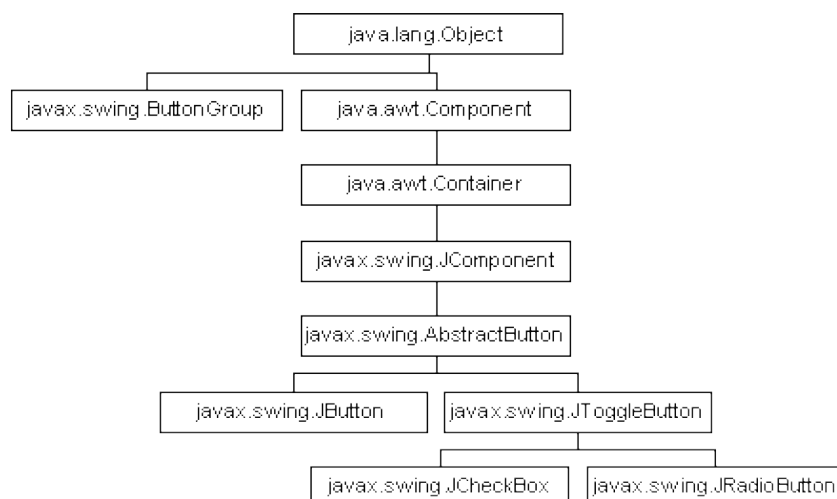 java.lang.Object
javax.swing.ButtonGroup
java.awt.Component
java.awt.Container
javax.swing.JComponent
javax.swing.AbstractButton
javax.swing.JButton
javax.swing.JToggleButton
javax.swing.JCheckBox
javax.swing.JRadioButton